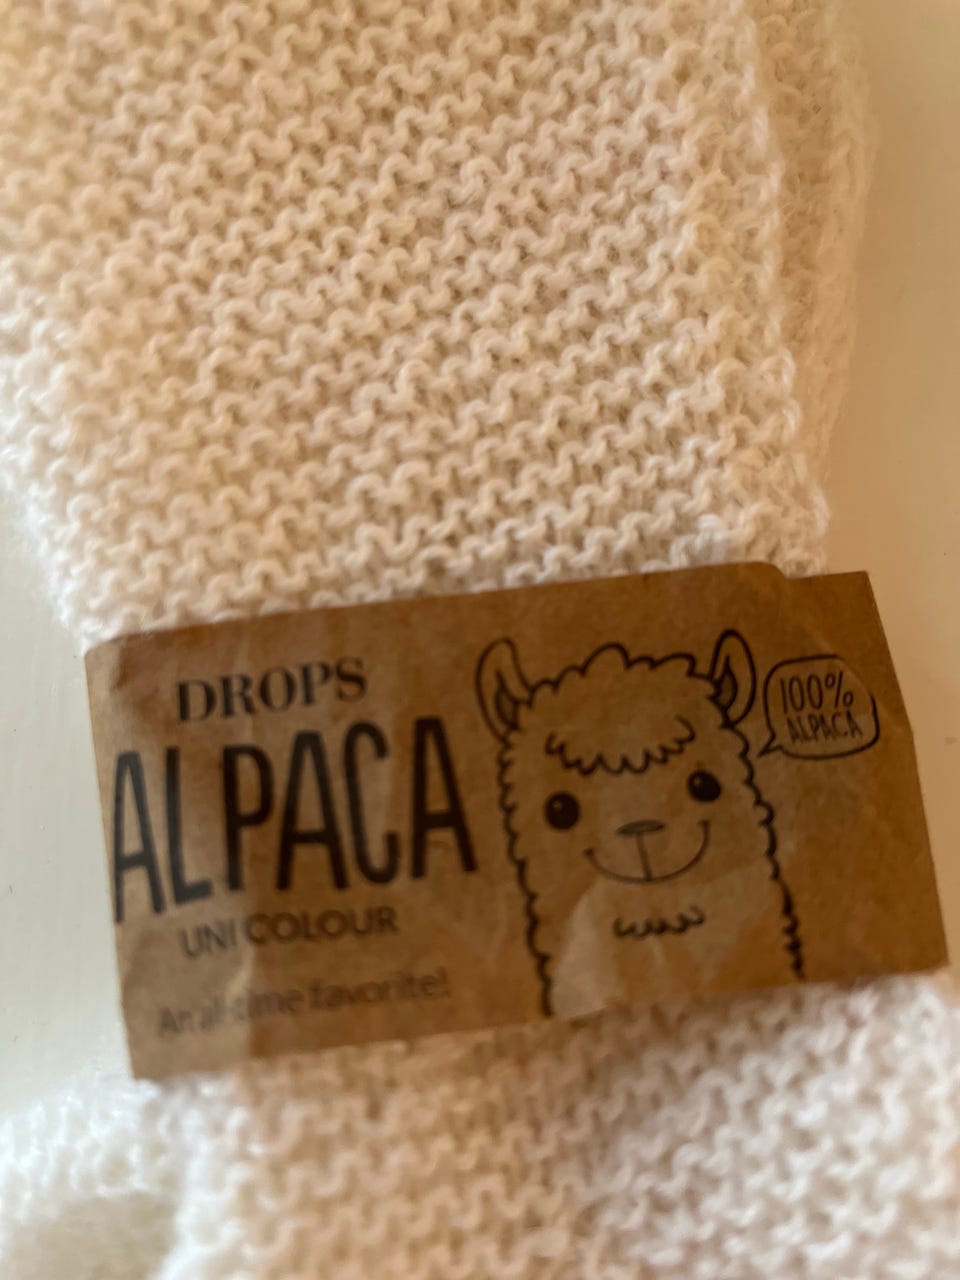 DROPS
ALPACA
UNI COLOUR
An all-time favorite!
100%
ALPACA